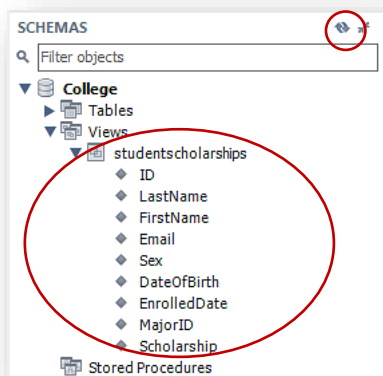 SCHEMAS
Filter objects
College
Tables
Views
studentscholarships
ID
LastName
FirstName
Email
Sex
DateOfBirth
EnrolledDate
MajorID
Scholarship
Stored Procedures